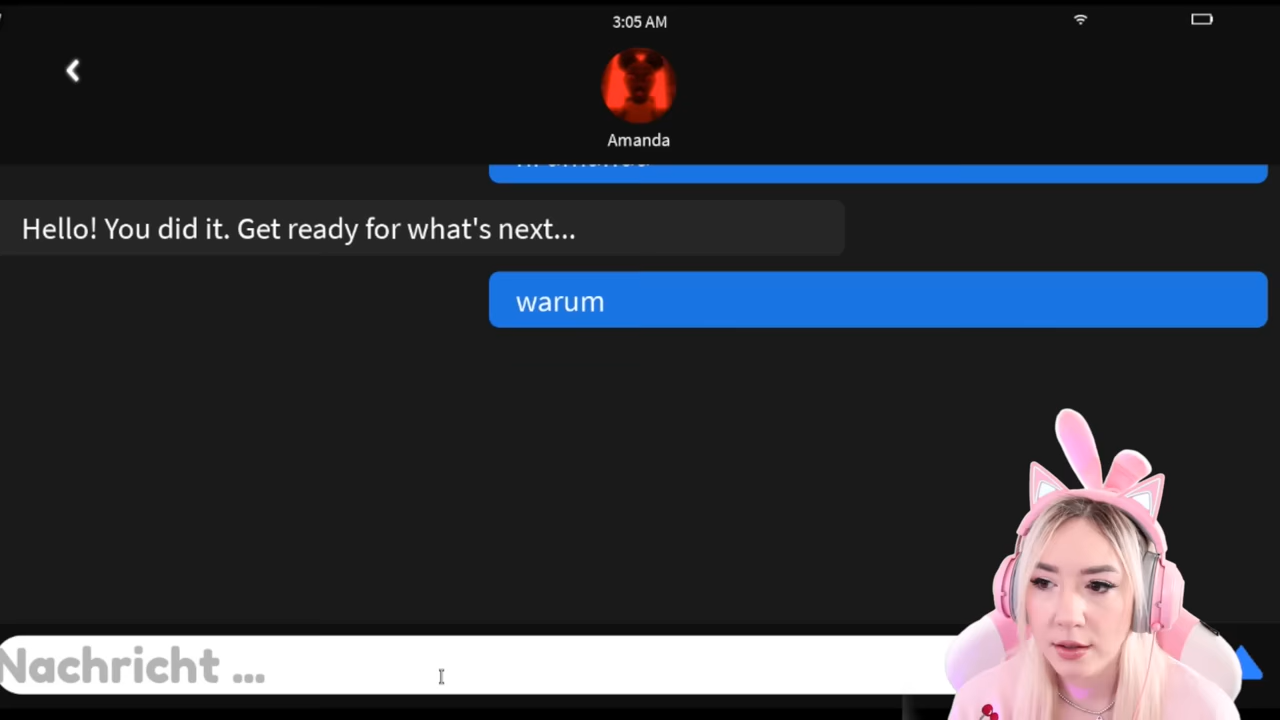 3:05 AM
Amanda
Hello! You did it. Get ready for what's next...
warum
Nachricht ...